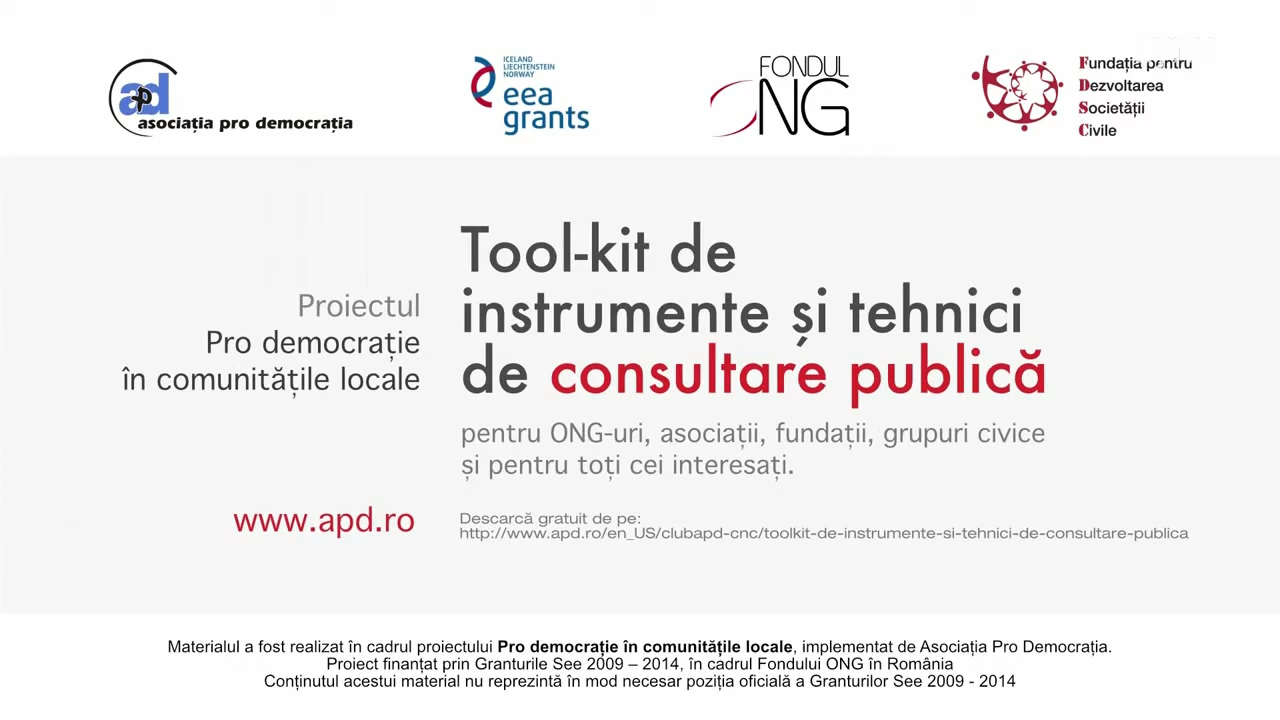 apd
asociația pro democrația
ICELAND
LIECHTENSTEIN
NORWAY
eea
grants
FONDUL
ONG
Fundația pentru
Dezvoltarea
Societății
Civile
Proiectul
Pro democrație
în comunitățile locale
www.apd.ro
Tool-kit de
instrumente și tehnici
de consultare publică
pentru ONG-uri, asociații, fundații, grupuri civice
și pentru toți cei interesați.
Descarcă gratuit de pe:
http://www.apd.ro/en_US/clubapd-cnc/toolkit-de-instrumente-si-tehnici-de-consultare-publica
Materialul a fost realizat în cadrul proiectului Pro democrație în comunitățile locale, implementat de Asociația Pro Democrația.
Proiect finanțat prin Granturile See 2009 – 2014, în cadrul Fondului ONG în România
Conținutul acestui material nu reprezintă în mod necesar poziția oficială a Granturilor See 2009 - 2014